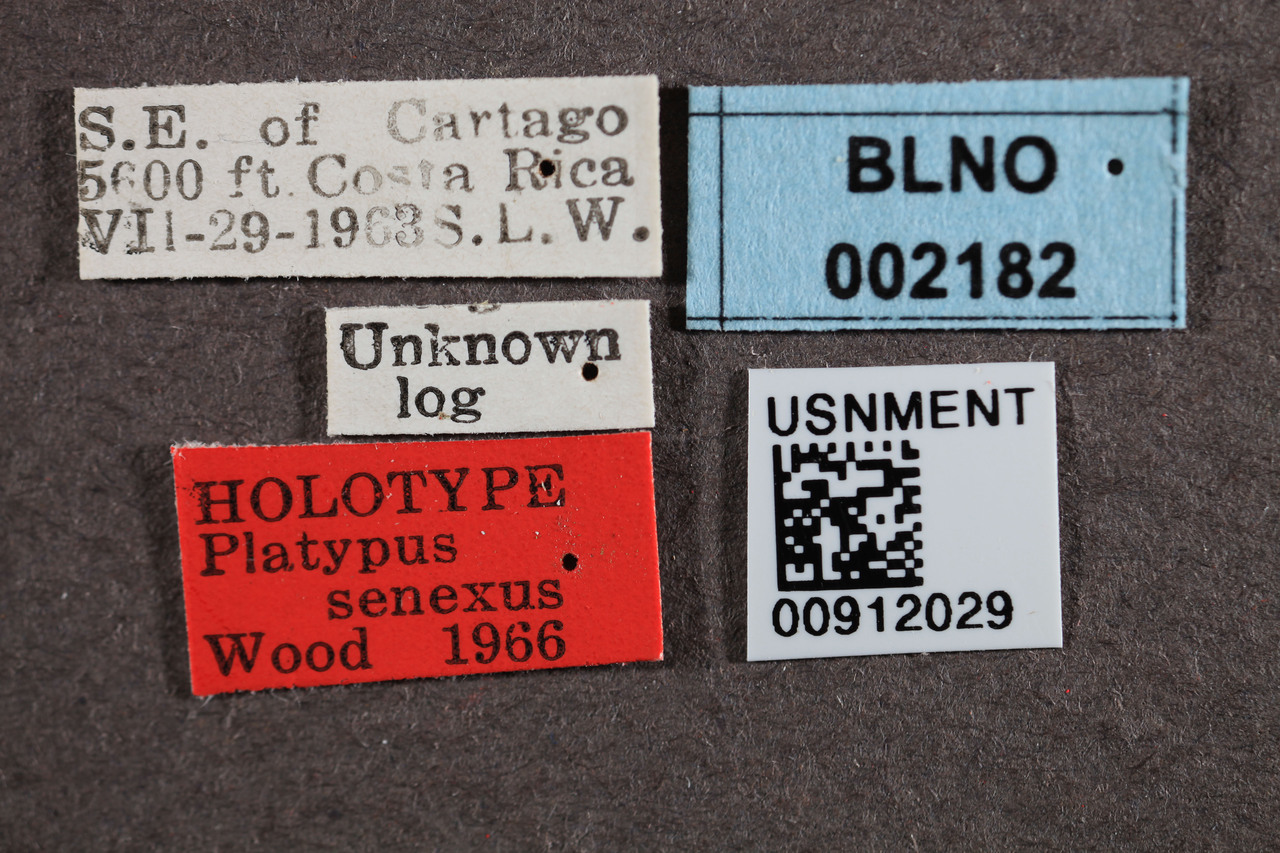 S.E. of Cartago
5600 ft. Costa Rica
VII-29-1963 S.L.W.
Unknown
log
HOLOTYPE
Platypus
senexus
Wood 1966
BLNO
002182
USNMENT
00912029